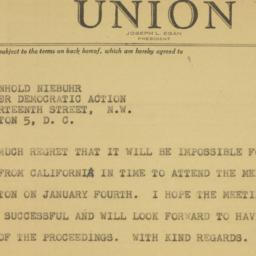 UNION
JOSEPH L. EGAN
PRESIDENT
subject to the terms on back hereof, which are hereby agreed to
NHOLD NIEBUHR
ER DEMOCRATIC ACTION
RTEENTH STREET, N.W.
TON 5, D. C.
MUCH REGRET THAT IT WILL BE IMPOSSIBLE FO
FROM CALIFORNIA IN TIME TO ATTEND THE ME
TON ON JANUARY FOURTH. I HOPE THE MEETI
SUCCESSFUL AND WILL LOOK FORWARD TO HAV
OF THE PROCEEDINGS. WITH KIND REGARDS.